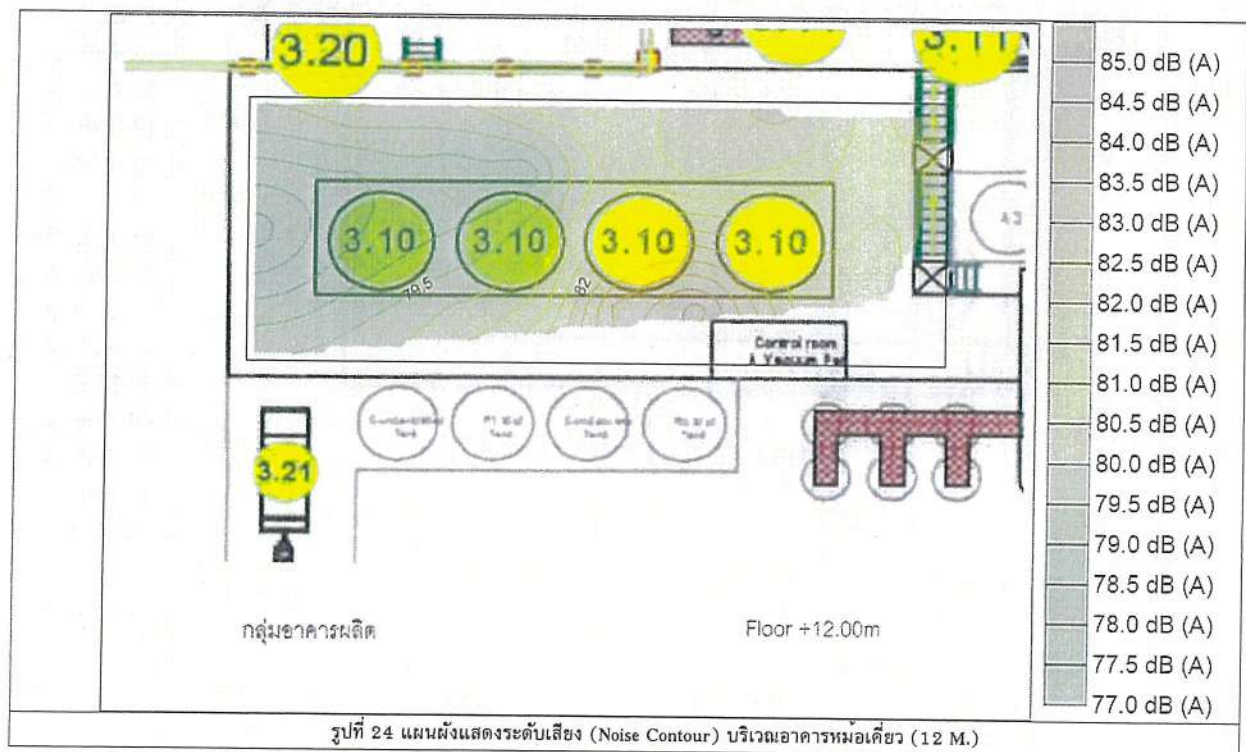 3.20
3.11
85.0 dB (A)
84.5 dB (A)
84.0 dB (A)
83.5 dB (A)
83.0 dB (A)
82.5 dB (A)
82.0 dB (A)
81.5 dB (A)
81.0 dB (A)
80.5 dB (A)
80.0 dB (A)
79.5 dB (A)
79.0 dB (A)
78.5 dB (A)
78.0 dB (A)
77.5 dB (A)
77.0 dB (A)
3.10
3.10
3.10
3.10
79.5
82
Control room
& Vacuum
3.21
กลุ่มอาคารผลิต
Floor +12.00m
รูปที่ 24 แผนผังแสดงระดับเสียง (Noise Contour) บริเวณอาคารหม้อเคี่ยว (12 M.)